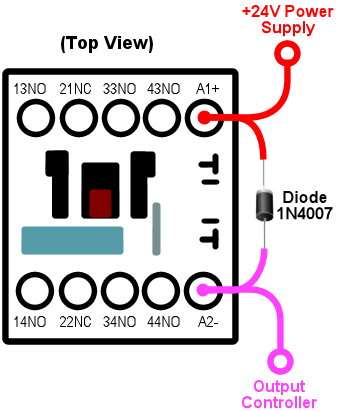 +24V Power
Supply
(Top View)
13NO 21NC 33NO 43NO A1+
Diode
1N4007
14NO 22NC 34NO 44NO A2-
Output
Controller